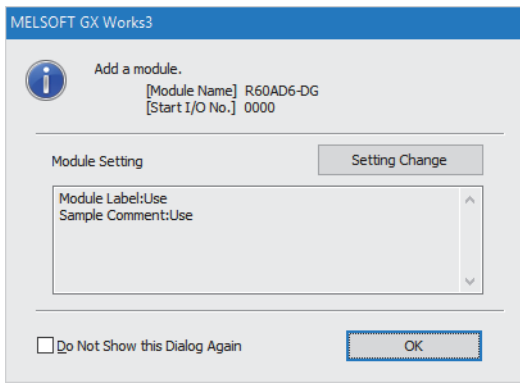 MELSOFT GX Works3
Add a module.
[Module Name] R60AD6-DG
[Start I/O No.] 0000
Module Setting
Setting Change
Module Label:Use
Sample Comment:Use
Do Not Show this Dialog Again
OK